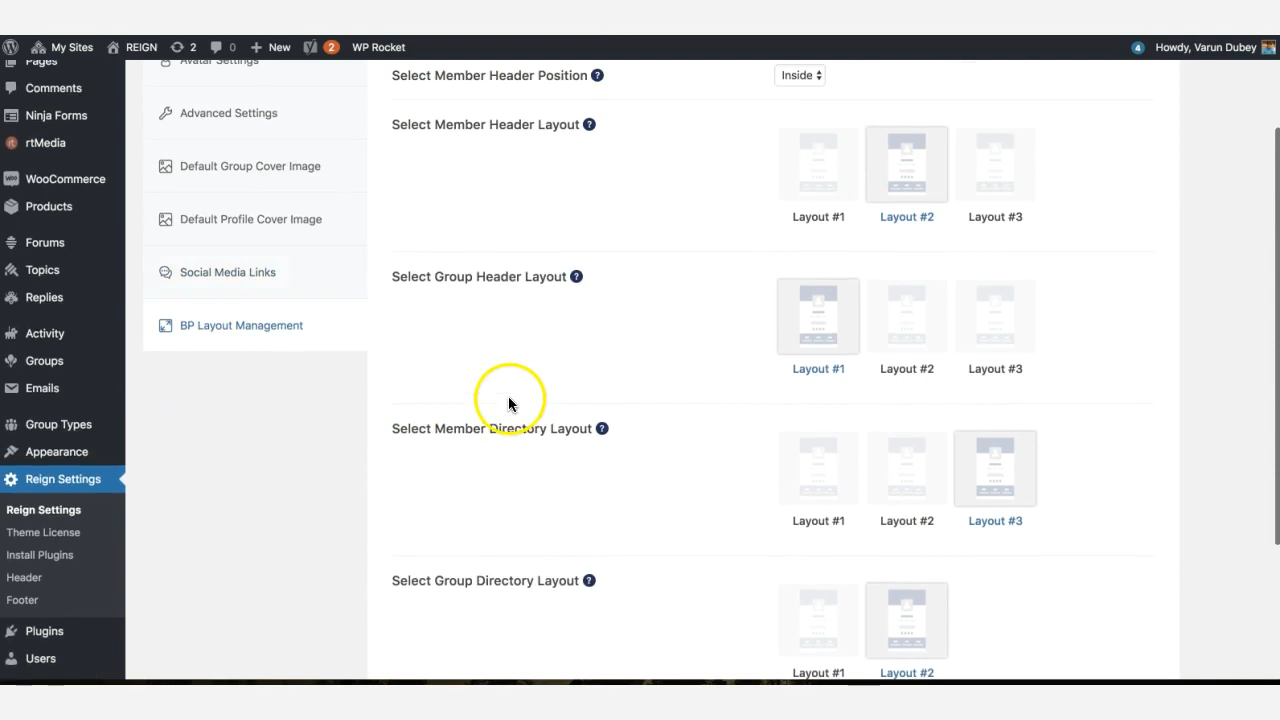 My Sites
REIGN
2
0
New
2
WP Rocket
4
Howdy, Varun Dubey
Pages
Comments
Ninja Forms
rtMedia
WooCommerce
Products
Forums
Topics
Replies
Activity
Groups
Emails
Group Types
Appearance
Reign Settings
Reign Settings
Theme License
Install Plugins
Header
Footer
Plugins
Users
Avatar Settings
Advanced Settings
Default Group Cover Image
Default Profile Cover Image
Social Media Links
BP Layout Management
Select Member Header Position ?
Inside
Select Member Header Layout ?
Layout #1
Layout #2
Layout #3
Select Group Header Layout ?
Layout #1
Layout #2
Layout #3
Select Member Directory Layout ?
Layout #1
Layout #2
Layout #3
Select Group Directory Layout ?
Layout #1
Layout #2